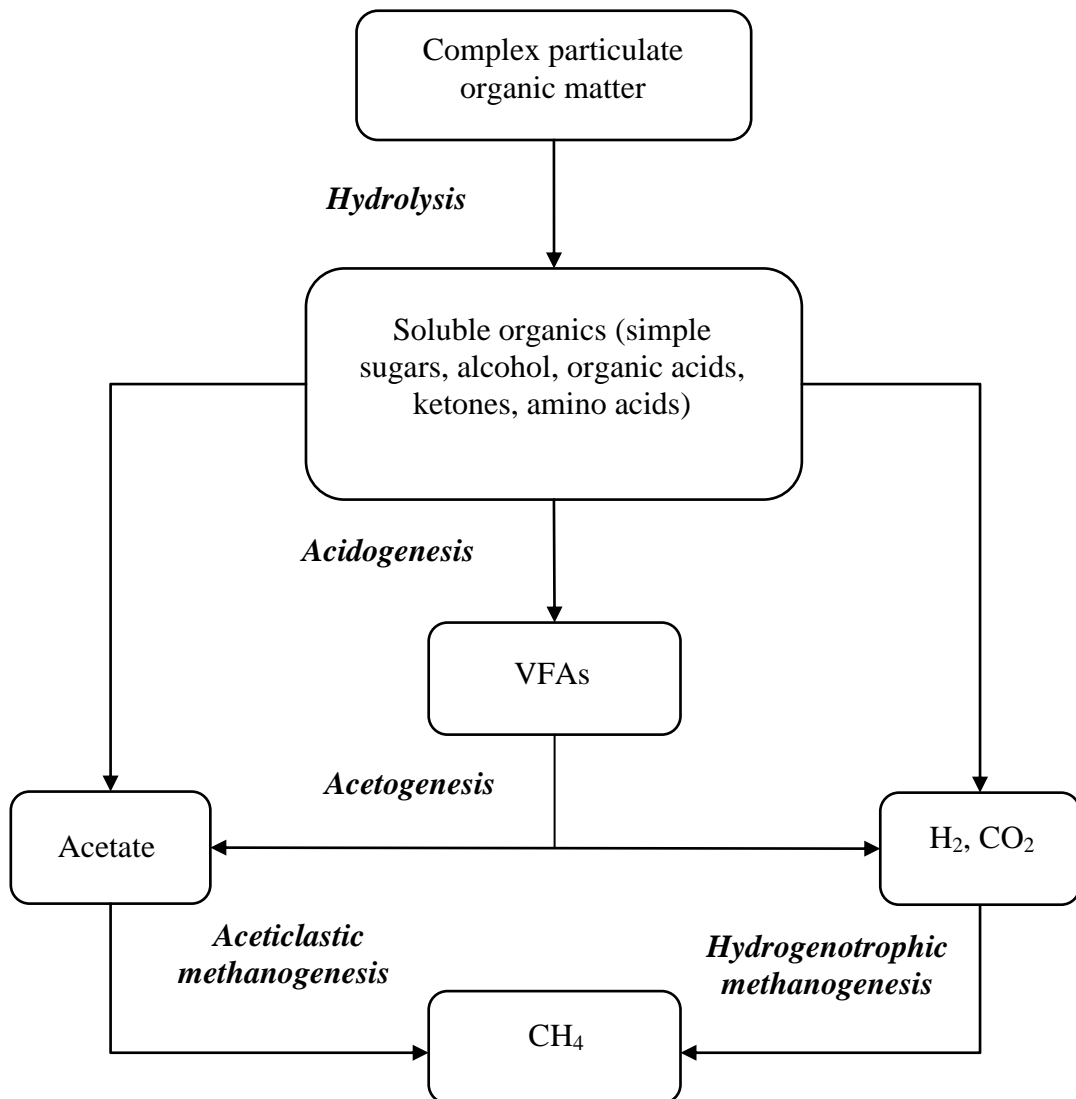 Complex particulate
organic matter
Hydrolysis
Soluble organics (simple
sugars, alcohol, organic acids,
ketones, amino acids)
Acidogenesis
VFAs
Acetogenesis
Acetate
H₂, CO₂
Aceticlastic
methanogenesis
Hydrogenotrophic
methanogenesis
CH₄